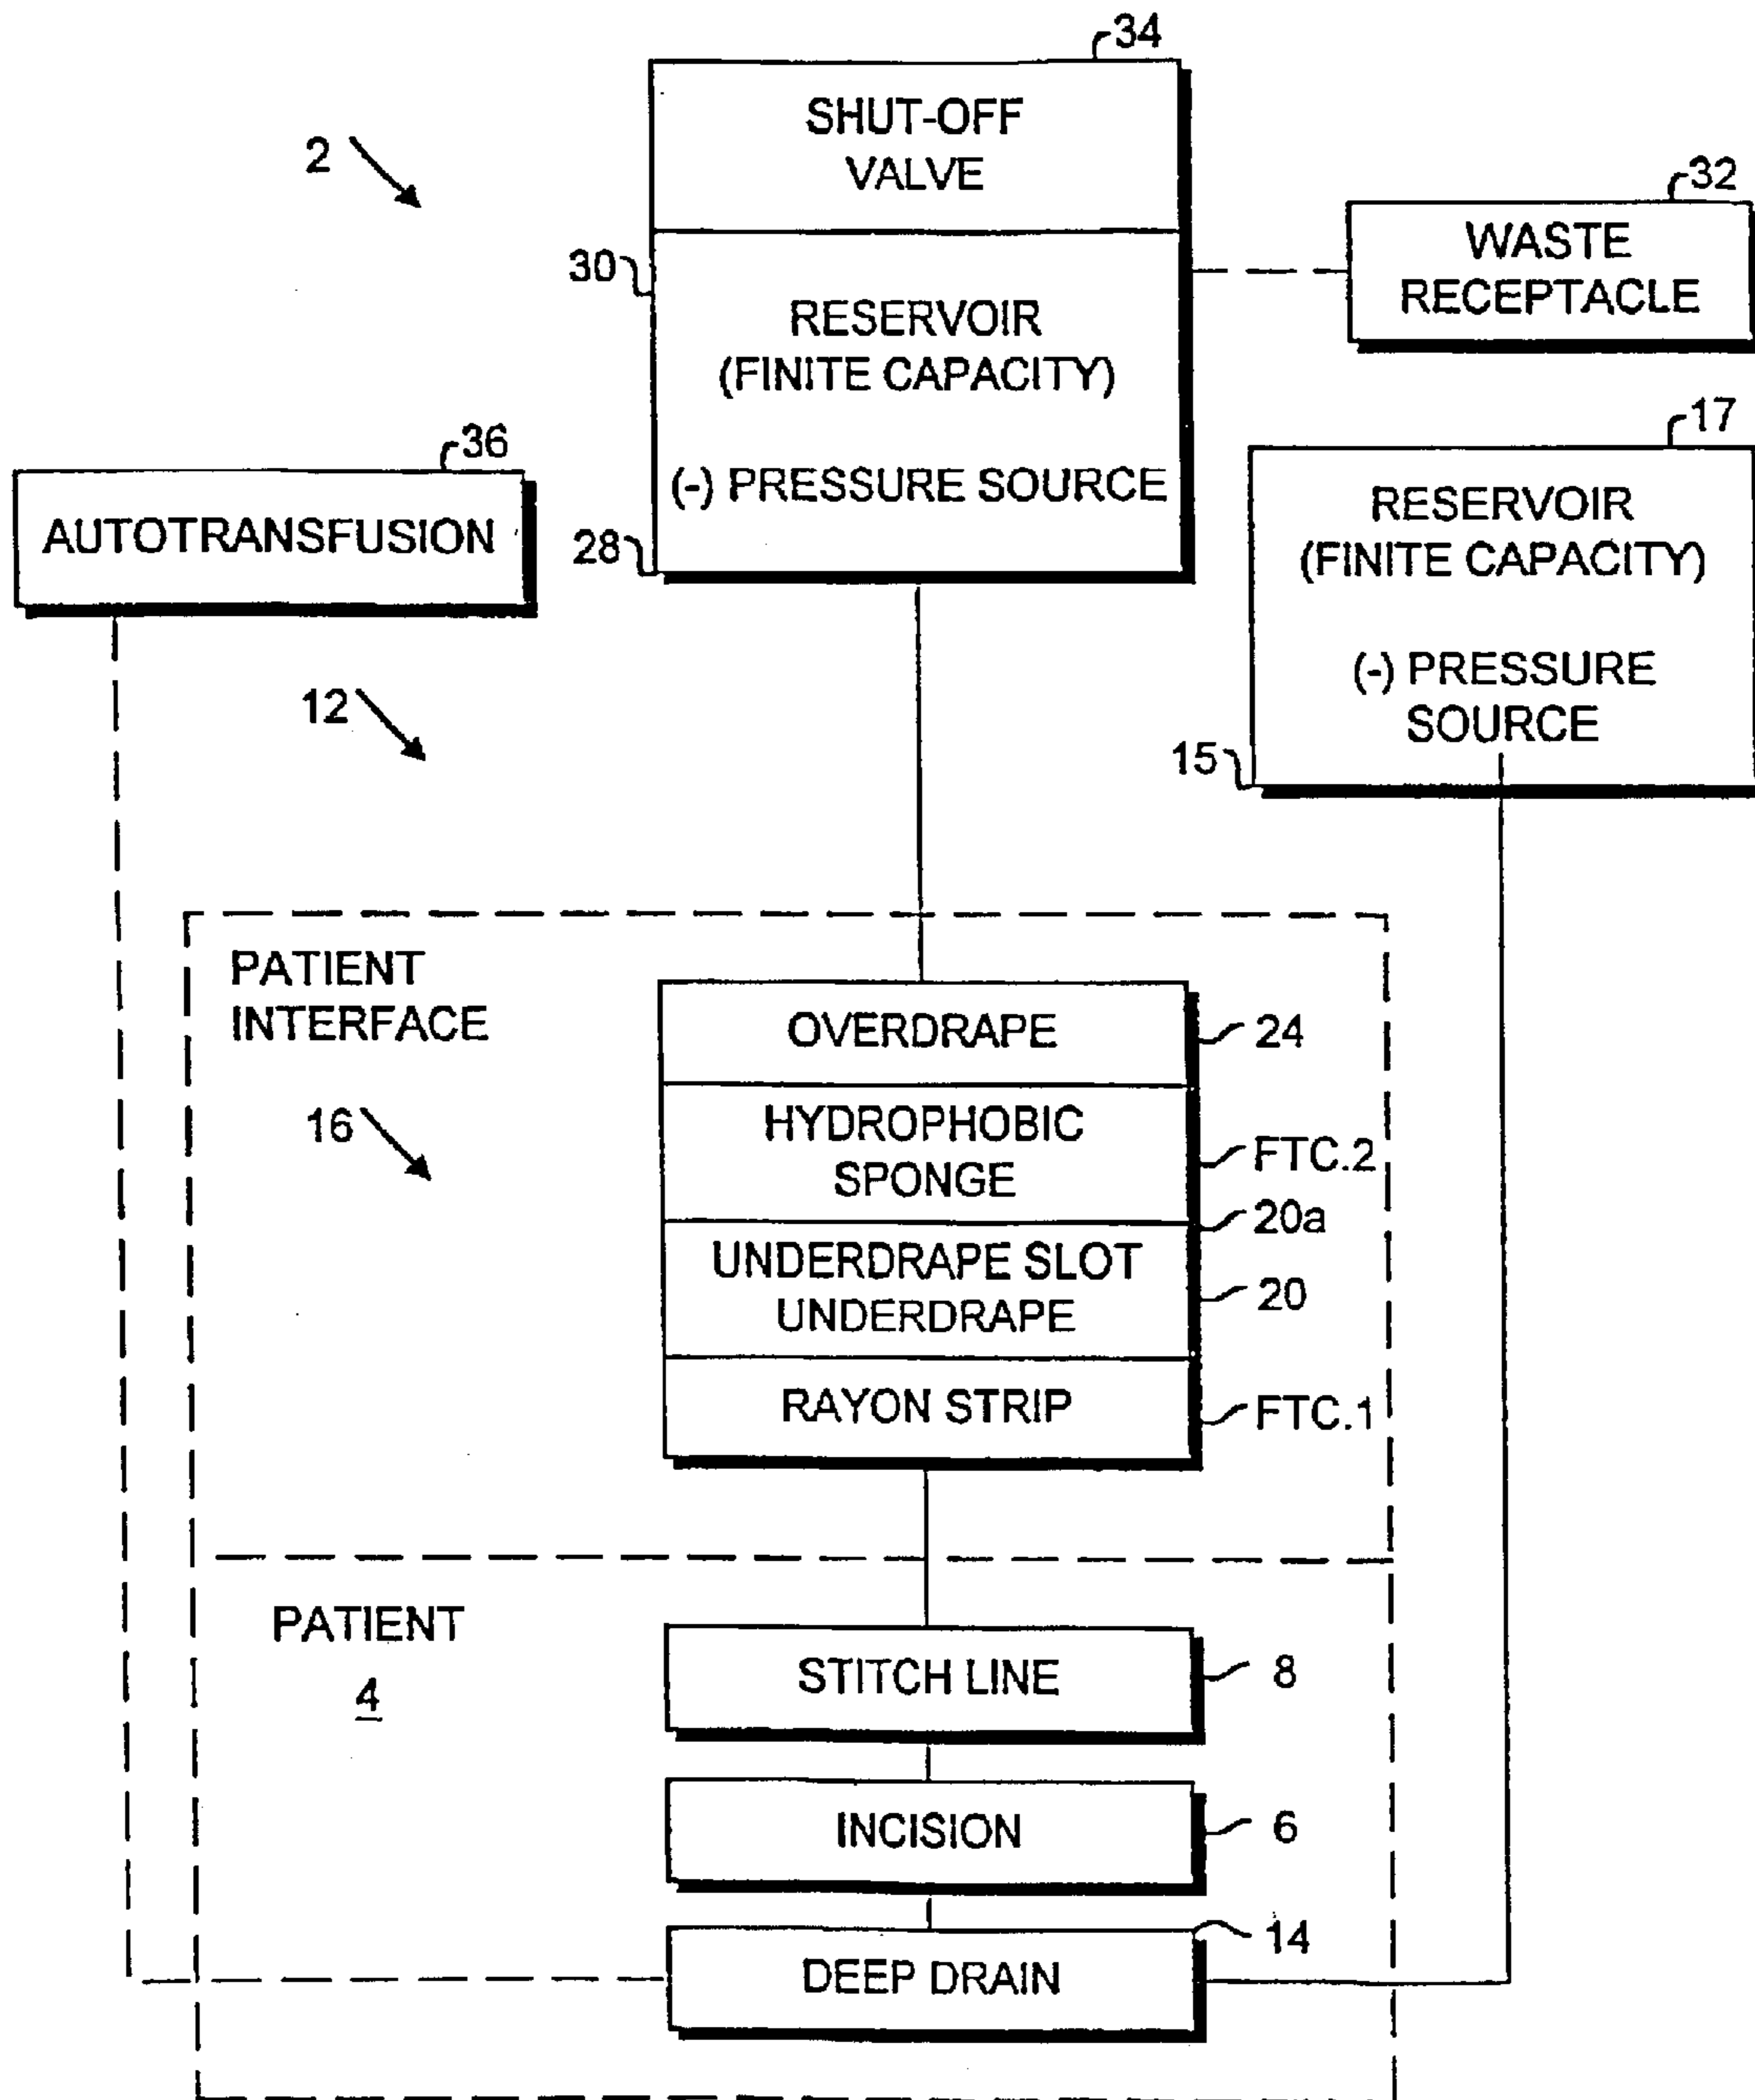 34
SHUT-OFF
VALVE
2
32
WASTE
RECEPTACLE
30
RESERVOIR
(FINITE CAPACITY)
(-) PRESSURE SOURCE
28
36
AUTOTRANSFUSION
17
RESERVOIR
(FINITE CAPACITY)
(-) PRESSURE
SOURCE
15
12
PATIENT
INTERFACE
16
OVERDRAPE
24
HYDROPHOBIC
SPONGE
FTC.2
20a
UNDERDRAPE SLOT
UNDERDRAPE
20
RAYON STRIP
FTC.1
PATIENT
4
STITCH LINE
8
INCISION
6
14
DEEP DRAIN